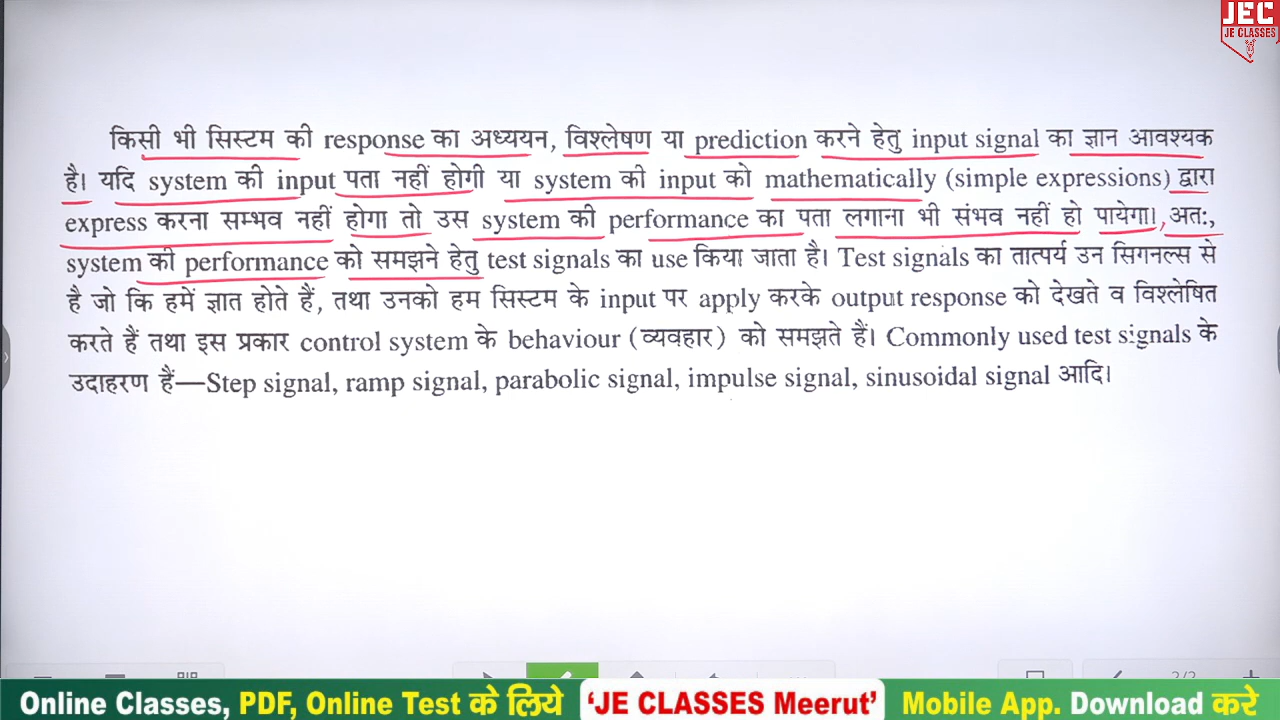 JEC
JE CLASSES
किसी भी सिस्टम की response का अध्ययन, विश्लेषण या prediction करने हेतु input signal का ज्ञान आवश्यक
है। यदि system की input पता नहीं होगी या system की input को mathematically (simple expressions) द्वारा
express करना सम्भव नहीं होगा तो उस system की performance का पता लगाना भी संभव नहीं हो पायेगा। अत:,
system की performance को समझने हेतु test signals का use किया जाता है। Test signals का तात्पर्य उन सिगनल्स से
है जो कि हमें ज्ञात होते हैं, तथा उनको हम सिस्टम के input पर apply करके output response को देखते व विश्लेषित
करते हैं तथा इस प्रकार control system के behaviour (व्यवहार) को समझते हैं। Commonly used test signals के
उदाहरण हैं—Step signal, ramp signal, parabolic signal, impulse signal, sinusoidal signal आदि।
Online Classes, PDF, Online Test के लिये 'JE CLASSES Meerut' Mobile App. Download करे